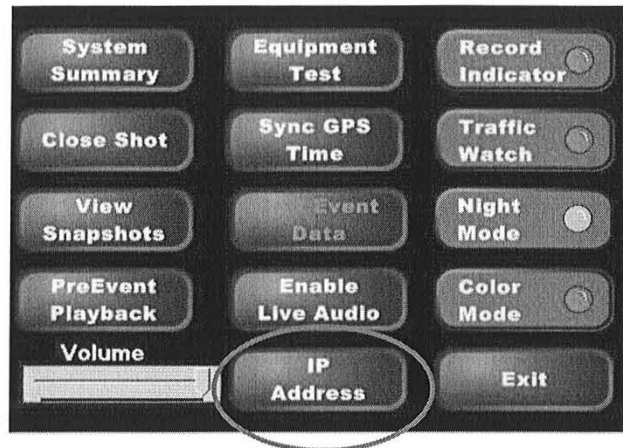 System
Summary
Equipment
Test
Record
Indicator
Close Shot
Sync GPS
Time
Traffic
Watch
View
Snapshots
Event
Data
Night
Mode
PreEvent
Playback
Enable
Live Audio
Color
Mode
Volume
IP
Address
Exit